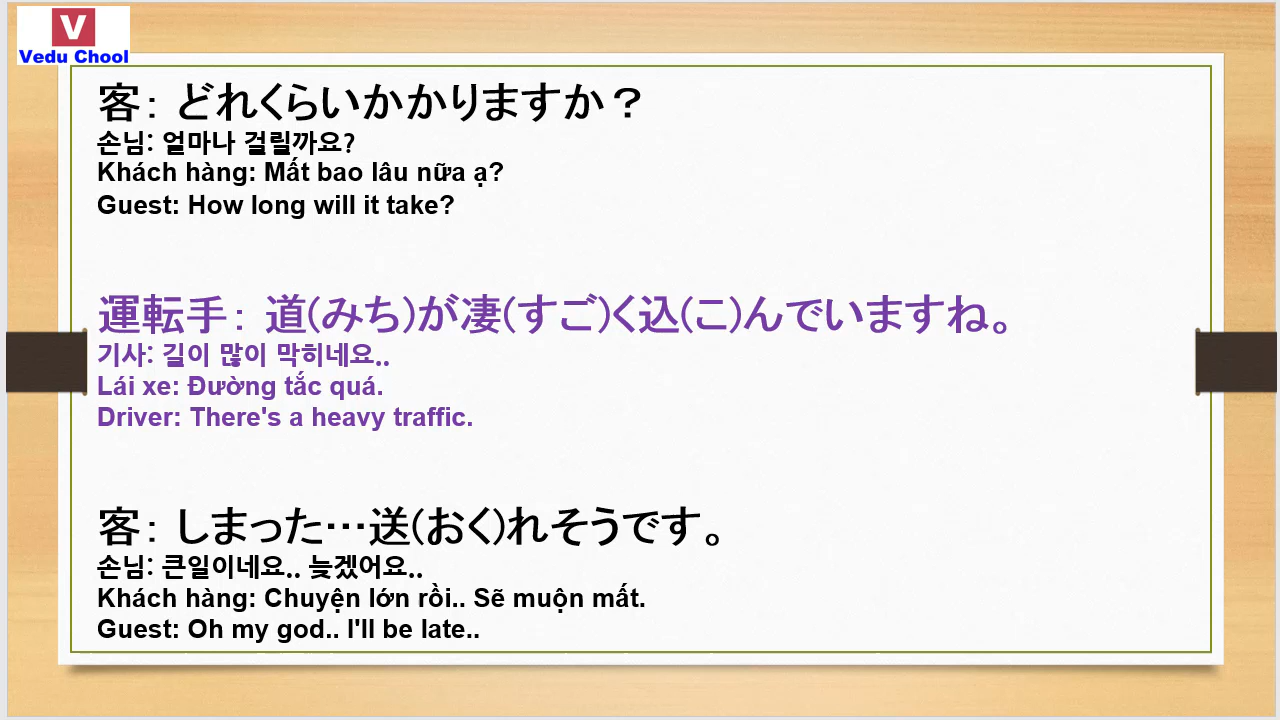 V
Vedu Chool
客： どれくらいかかりますか？
손님: 얼마나 걸릴까요?
Khách hàng: Mất bao lâu nữa ạ?
Guest: How long will it take?
運転手： 道(みち)が凄(すご)く込(こ)んでいますね。
기사: 길이 많이 막히네요..
Lái xe: Đường tắc quá.
Driver: There's a heavy traffic.
客： しまった…送(おく)れそうです。
손님: 큰일이네요.. 늦겠어요..
Khách hàng: Chuyện lớn rồi.. Sẽ muộn mất.
Guest: Oh my god.. I'll be late..